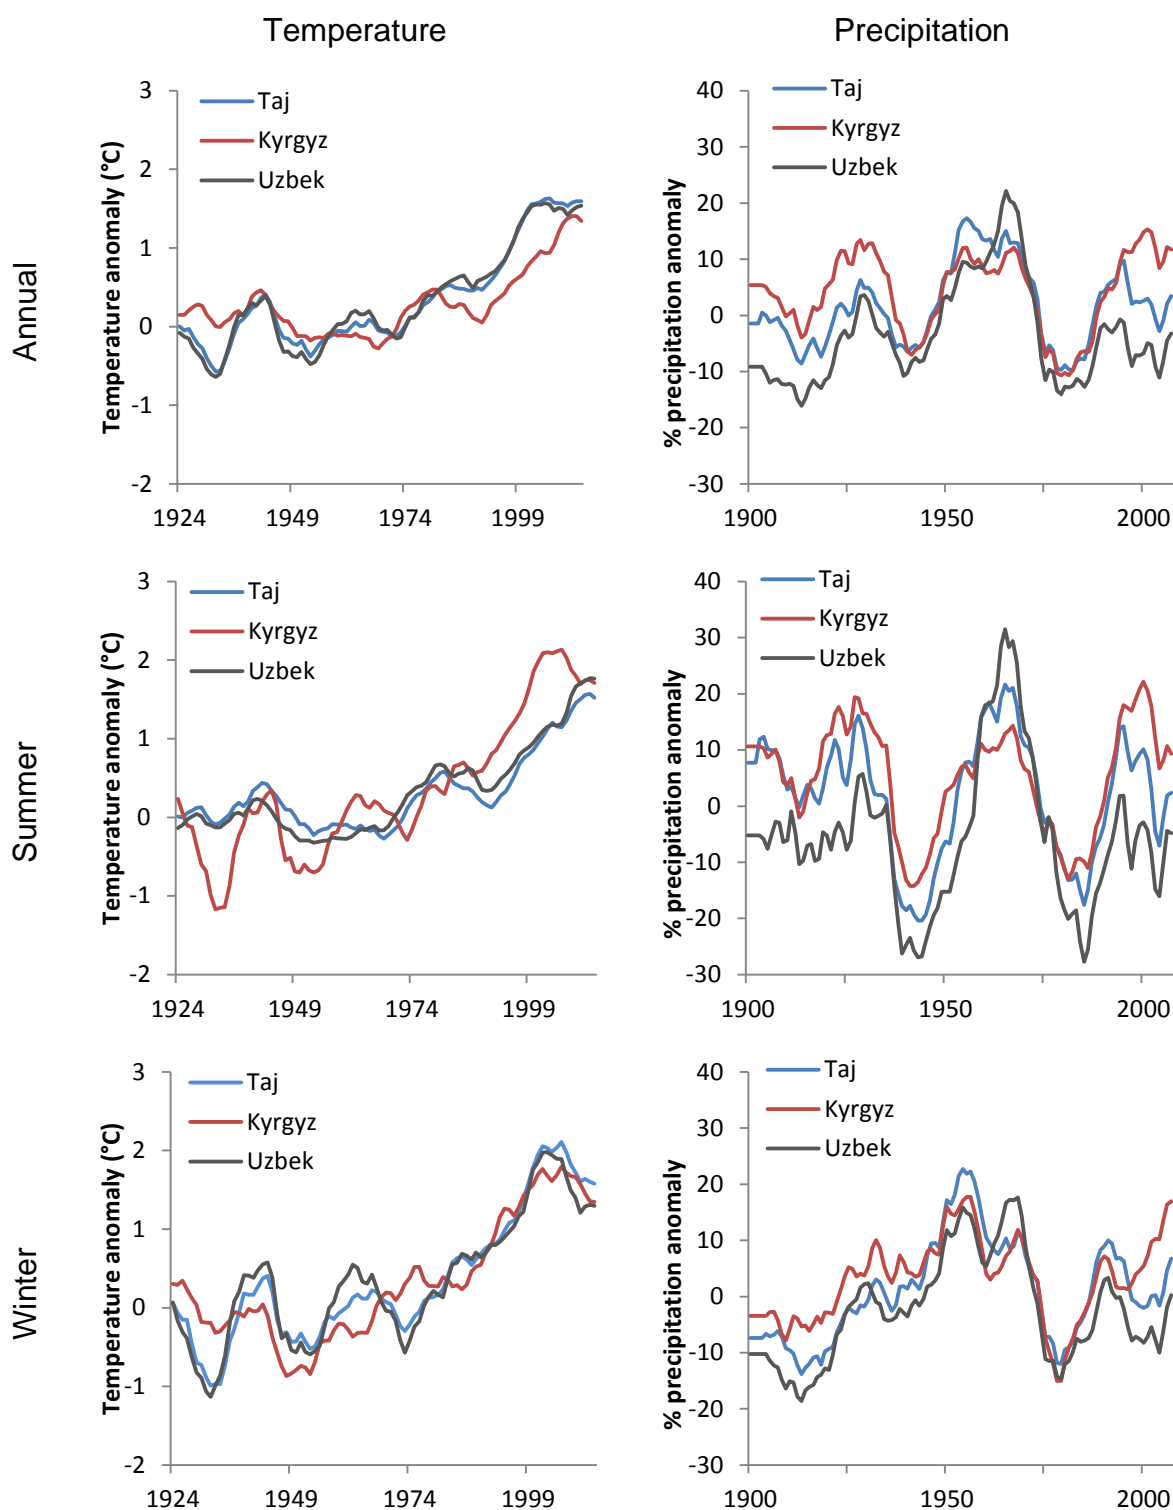 Temperature
Precipitation
Annual
Temperature anomaly (°C)
3
2
1
0
-1
-2
Taj
Kyrgyz
Uzbek
1924
1949
1974
1999
% precipitation anomaly
40
30
20
10
0
-10
-20
-30
Taj
Kyrgyz
Uzbek
1900
1950
2000
Summer
Temperature anomaly (°C)
3
2
1
0
-1
-2
Taj
Kyrgyz
Uzbek
1924
1949
1974
1999
% precipitation anomaly
40
30
20
10
0
-10
-20
-30
Taj
Kyrgyz
Uzbek
1900
1950
2000
Winter
Temperature anomaly (°C)
3
2
1
0
-1
-2
Taj
Kyrgyz
Uzbek
1924
1949
1974
1999
% precipitation anomaly
40
30
20
10
0
-10
-20
-30
Taj
Kyrgyz
Uzbek
1900
1950
2000